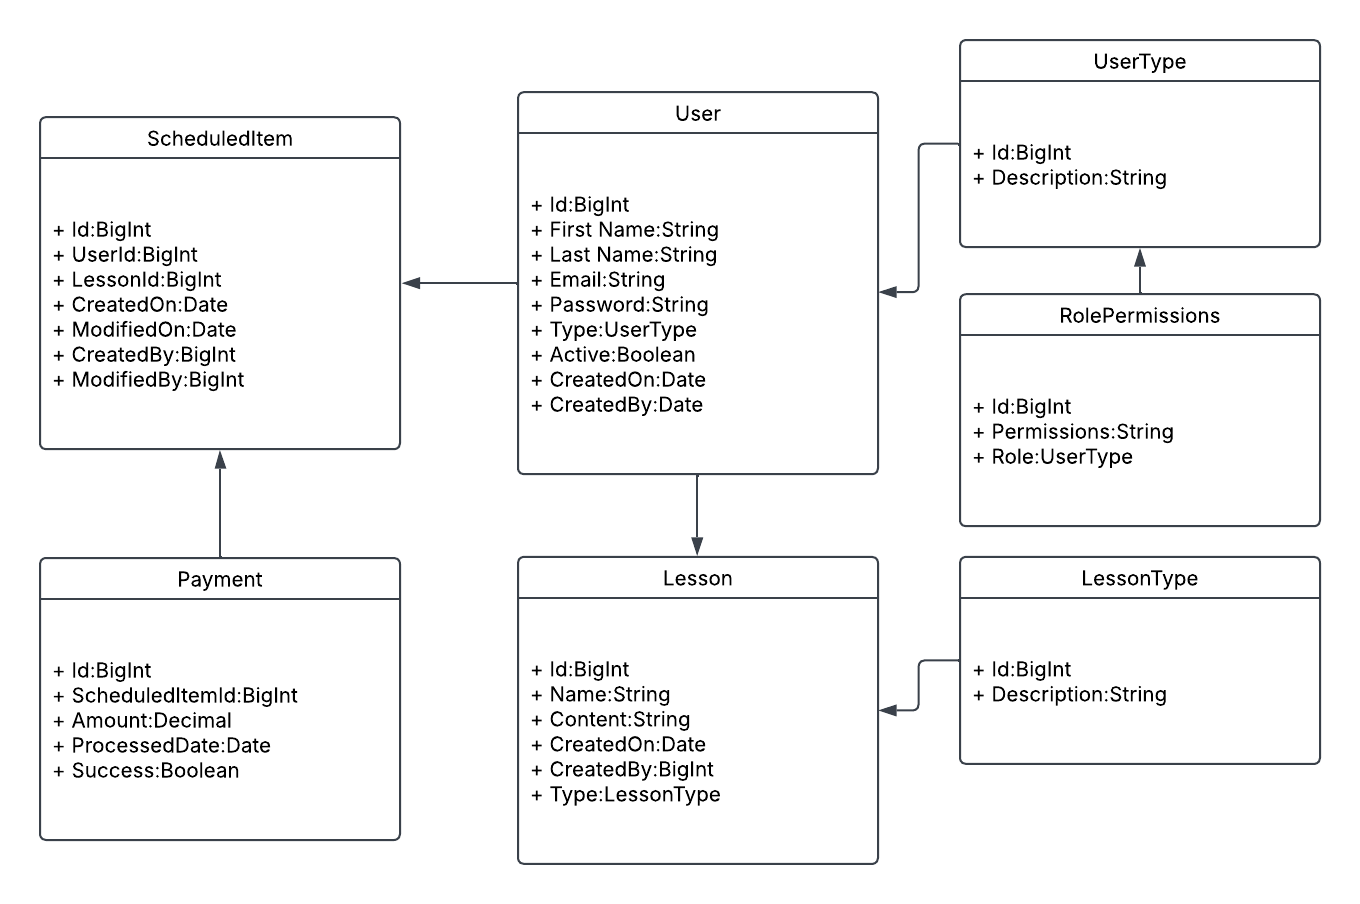 ScheduledItem
+ Id:BigInt
+ UserId:BigInt
+ LessonId:BigInt
+ CreatedOn:Date
+ ModifiedOn:Date
+ CreatedBy:BigInt
+ ModifiedBy:BigInt
User
+ Id:BigInt
+ First Name:String
+ Last Name:String
+ Email:String
+ Password:String
+ Type:UserType
+ Active:Boolean
+ CreatedOn:Date
+ CreatedBy:Date
UserType
+ Id:BigInt
+ Description:String
RolePermissions
+ Id:BigInt
+ Permissions:String
+ Role:UserType
Payment
+ Id:BigInt
+ ScheduledItemId:BigInt
+ Amount:Decimal
+ ProcessedDate:Date
+ Success:Boolean
Lesson
+ Id:BigInt
+ Name:String
+ Content:String
+ CreatedOn:Date
+ CreatedBy:BigInt
+ Type:LessonType
LessonType
+ Id:BigInt
+ Description:String